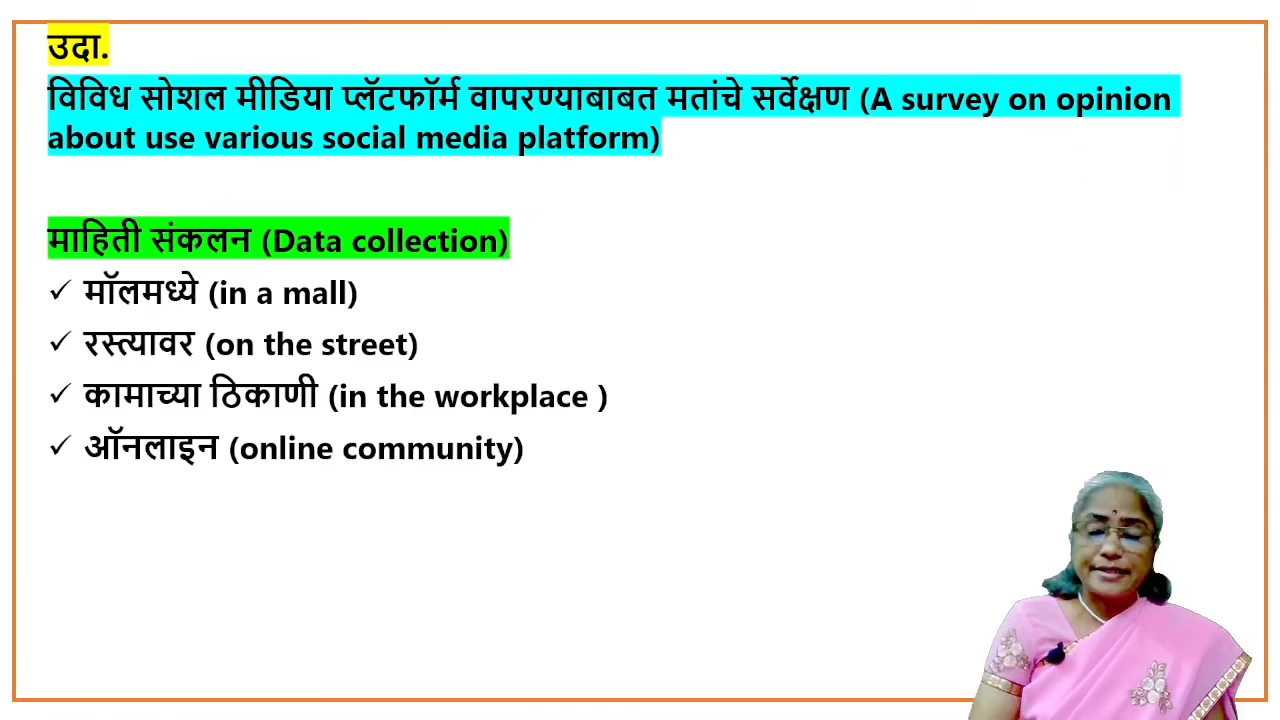 उदा.
विविध सोशल मीडिया प्लॅटफॉर्म वापरण्याबाबत मतांचे सर्वेक्षण (A survey on opinion
about use various social media platform)
माहिती संकलन (Data collection)
✓ मॉलमध्ये (in a mall)
✓ रस्त्यावर (on the street)
✓ कामाच्या ठिकाणी (in the workplace )
✓ ऑनलाइन (online community)